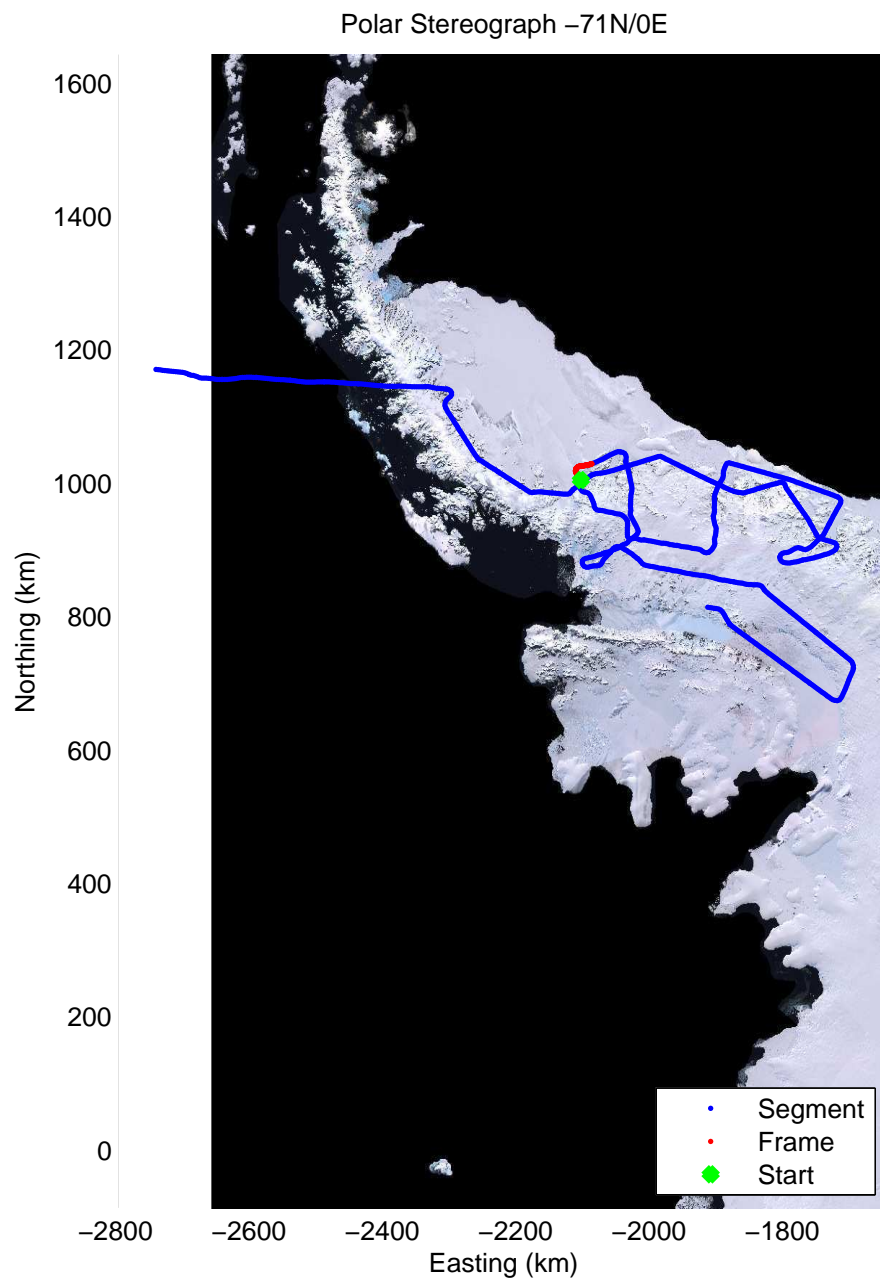 Polar Stereograph −71N/0E
1600
1400
1200
1000
800
600
400
200
0
Northing (km)
−2800 −2600 −2400 −2200 −2000 −1800
Easting (km)
Segment
Frame
Start